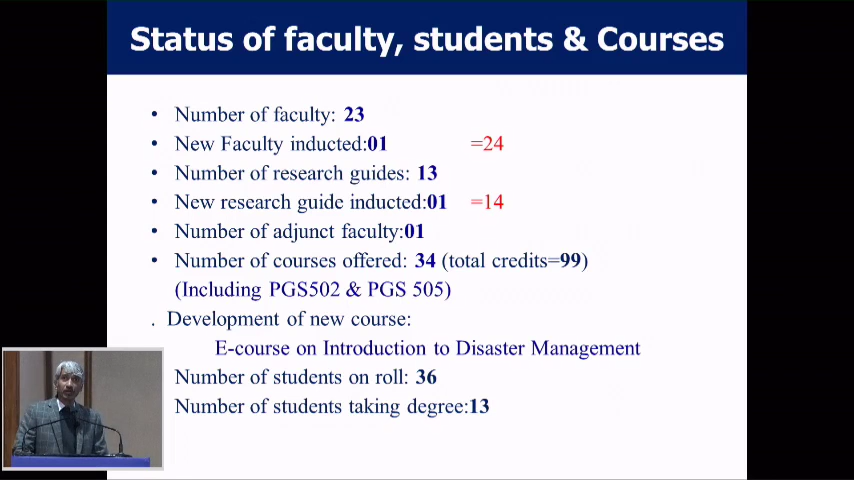 Status of faculty, students & Courses
• Number of faculty: 23
• New Faculty inducted:01 =24
• Number of research guides: 13
• New research guide inducted:01 =14
• Number of adjunct faculty:01
• Number of courses offered: 34 (total credits=99)
(Including PGS502 & PGS 505)
. Development of new course:
E-course on Introduction to Disaster Management
Number of students on roll: 36
Number of students taking degree:13